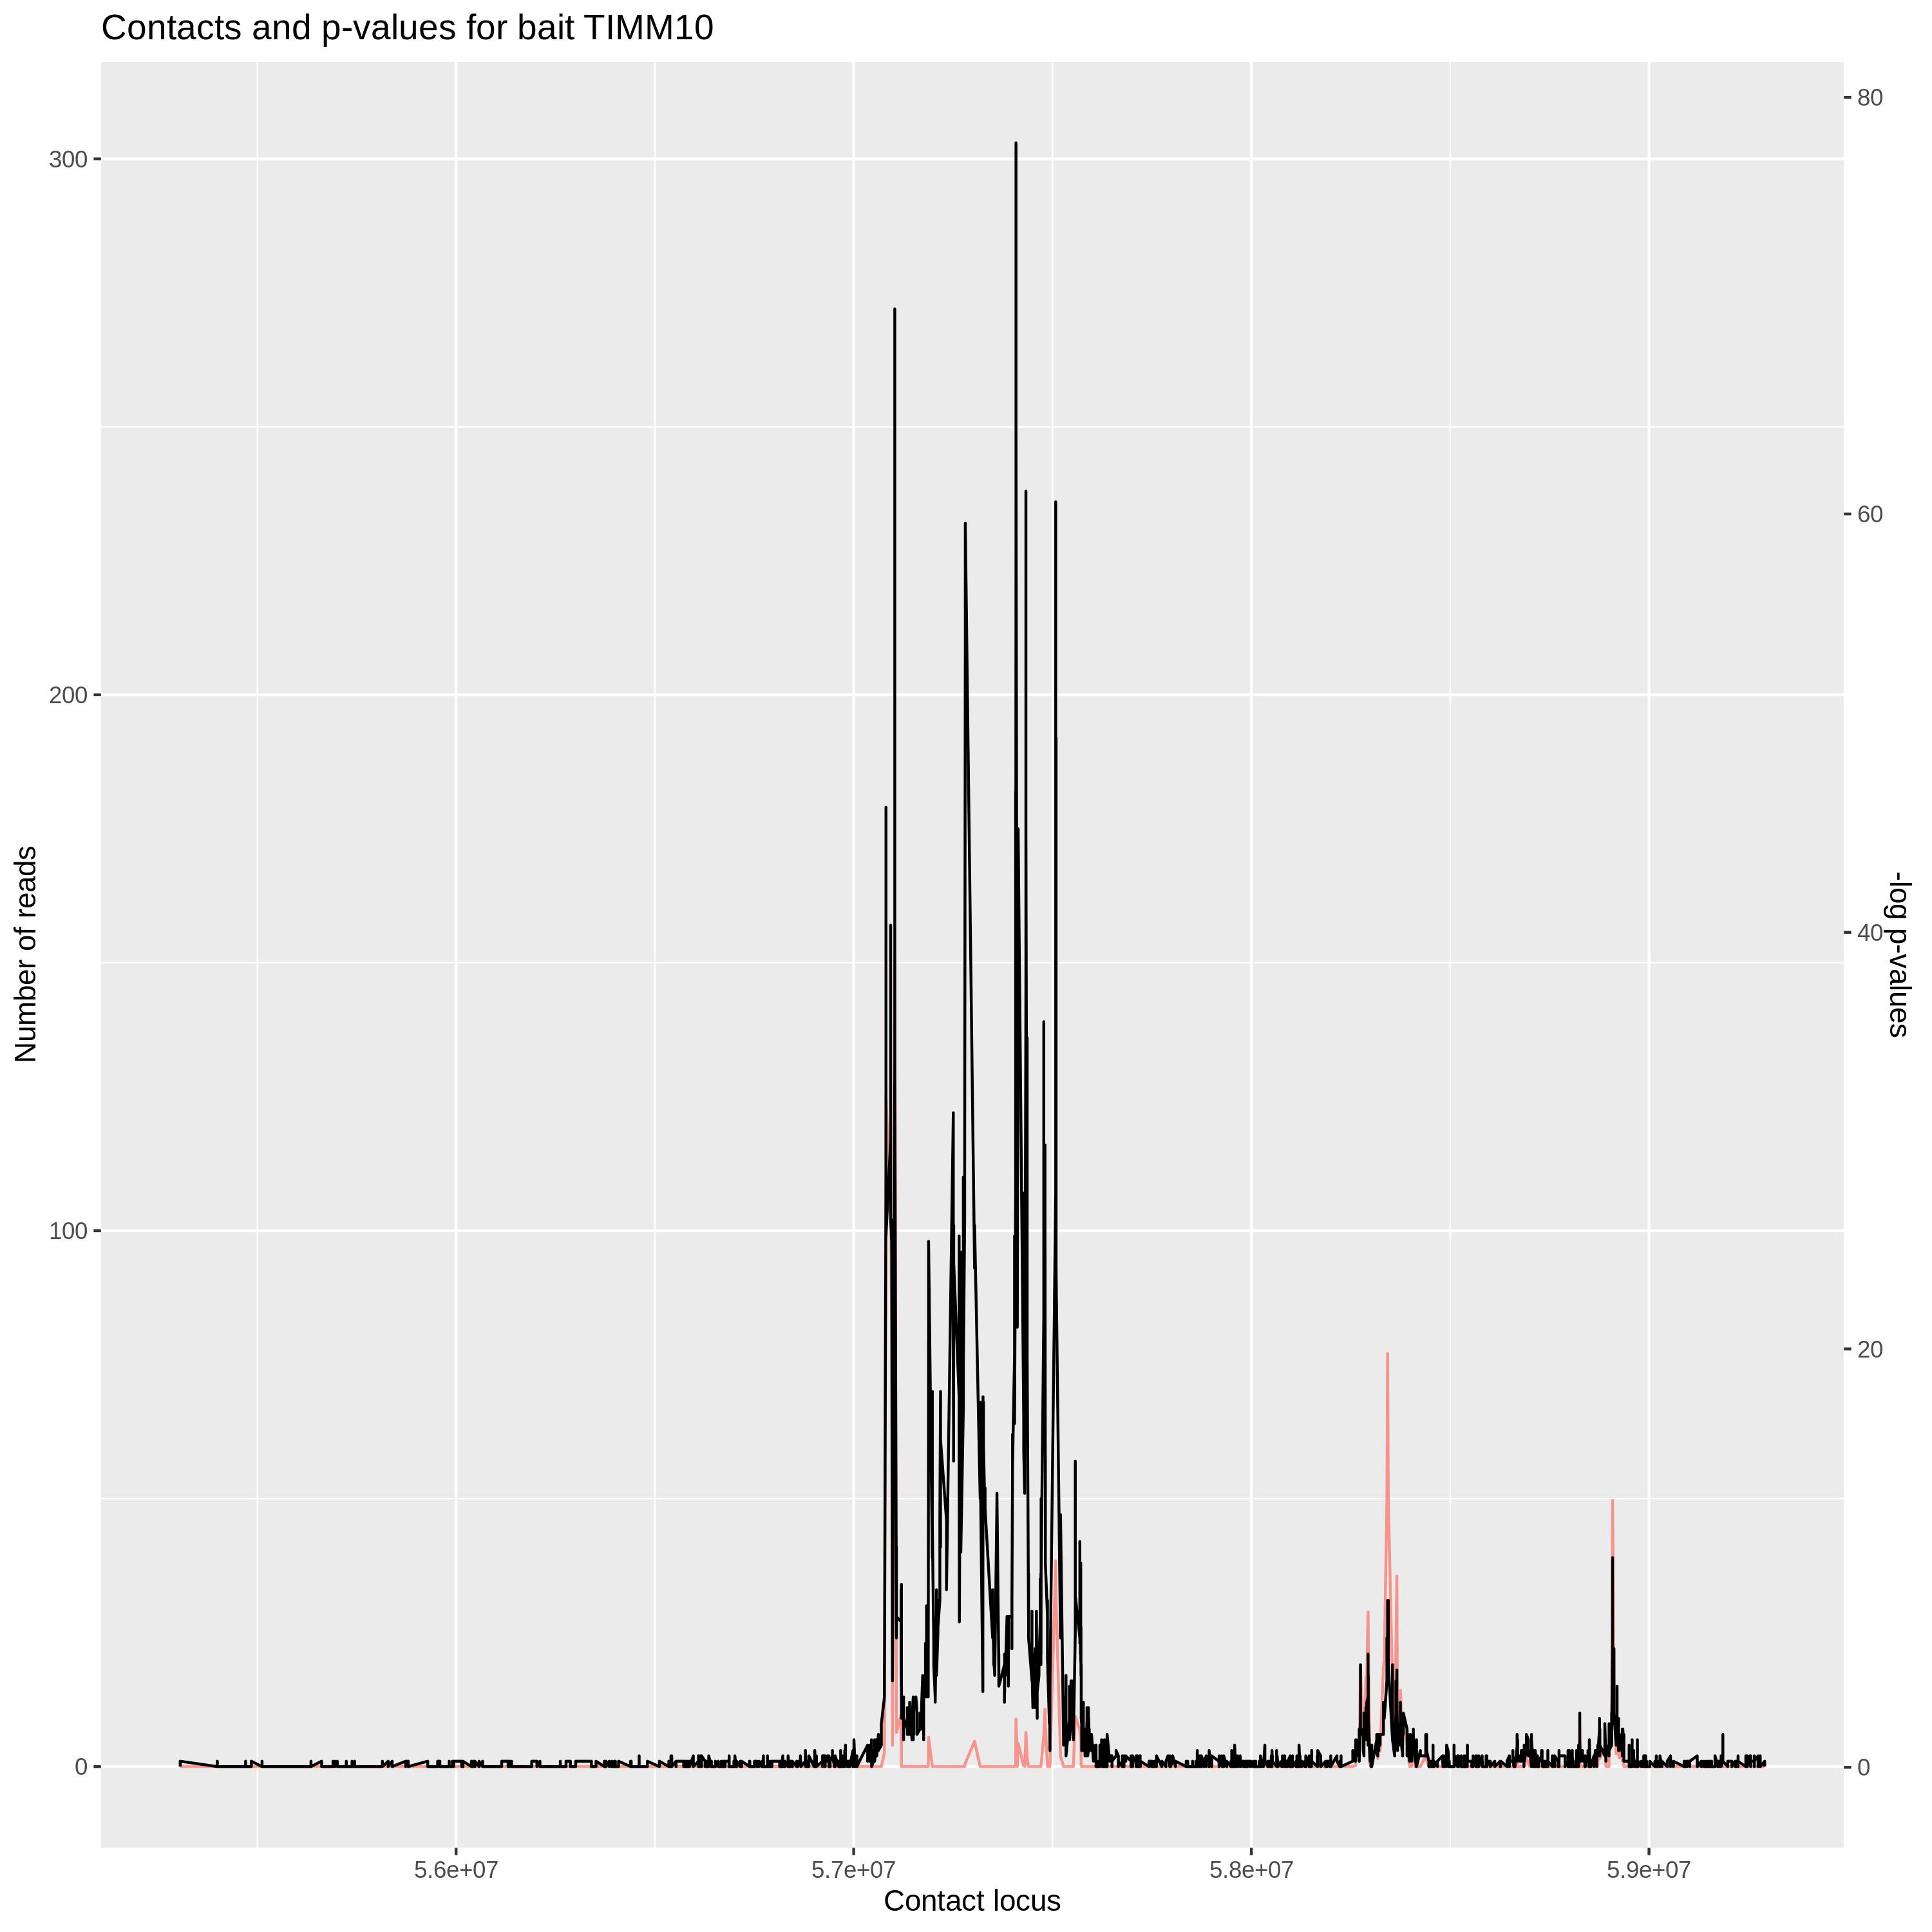 Contacts and p-values for bait TIMM10
300
200
100
0
80
60
40
20
0
Number of reads
-log p-values
5.6e+07
5.7e+07
5.8e+07
5.9e+07
Contact locus